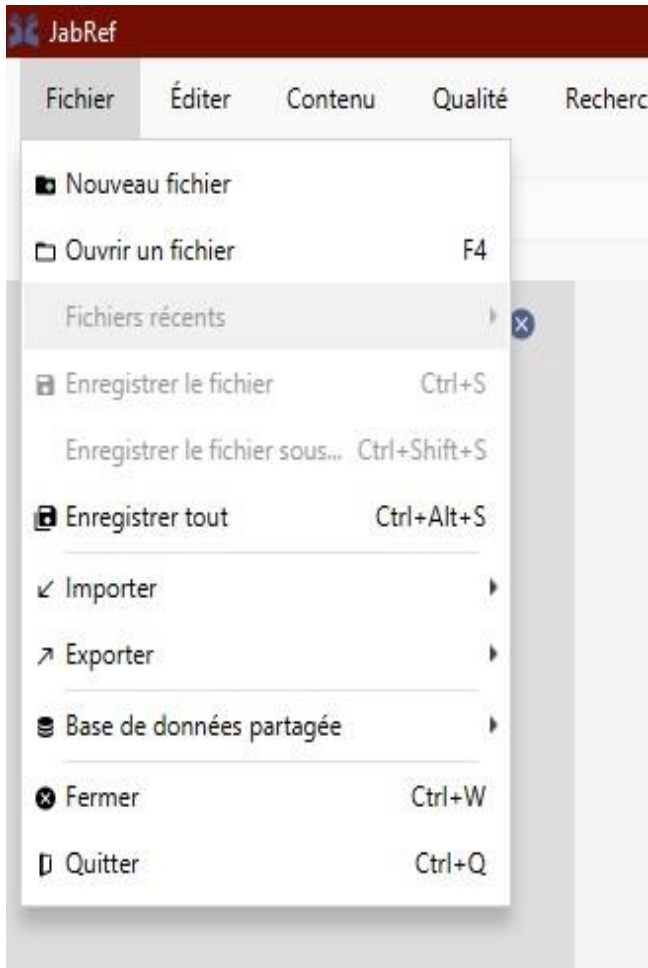 JabRef
Fichier Éditer Contenu Qualité Recherc
Nouveau fichier
Ouvrir un fichier F4
Fichiers récents
Enregistrer le fichier Ctrl+S
Enregistrer le fichier sous... Ctrl+Shift+S
Enregistrer tout Ctrl+Alt+S
Importer
Exporter
Base de données partagée
Fermer Ctrl+W
Quitter Ctrl+Q